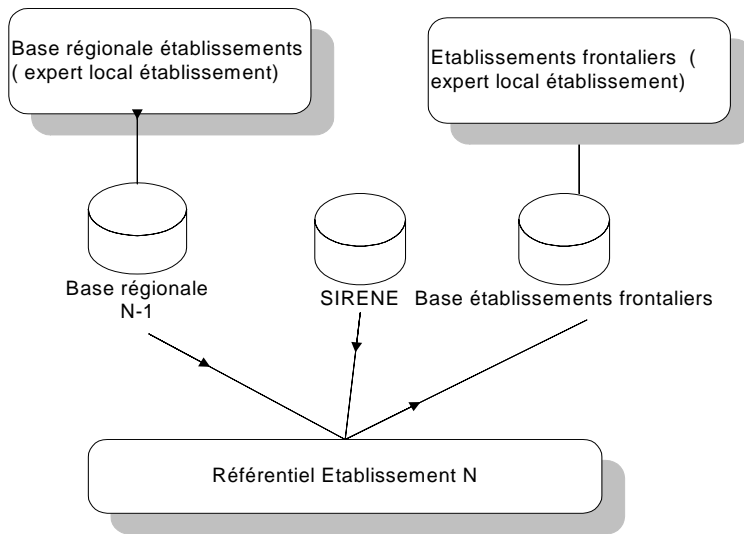 Base régionale établissements
( expert local établissement)
Etablissements frontaliers (
expert local établissement)
Base régionale
N-1
SIRENE
Base établissements frontaliers
Référentiel Etablissement N